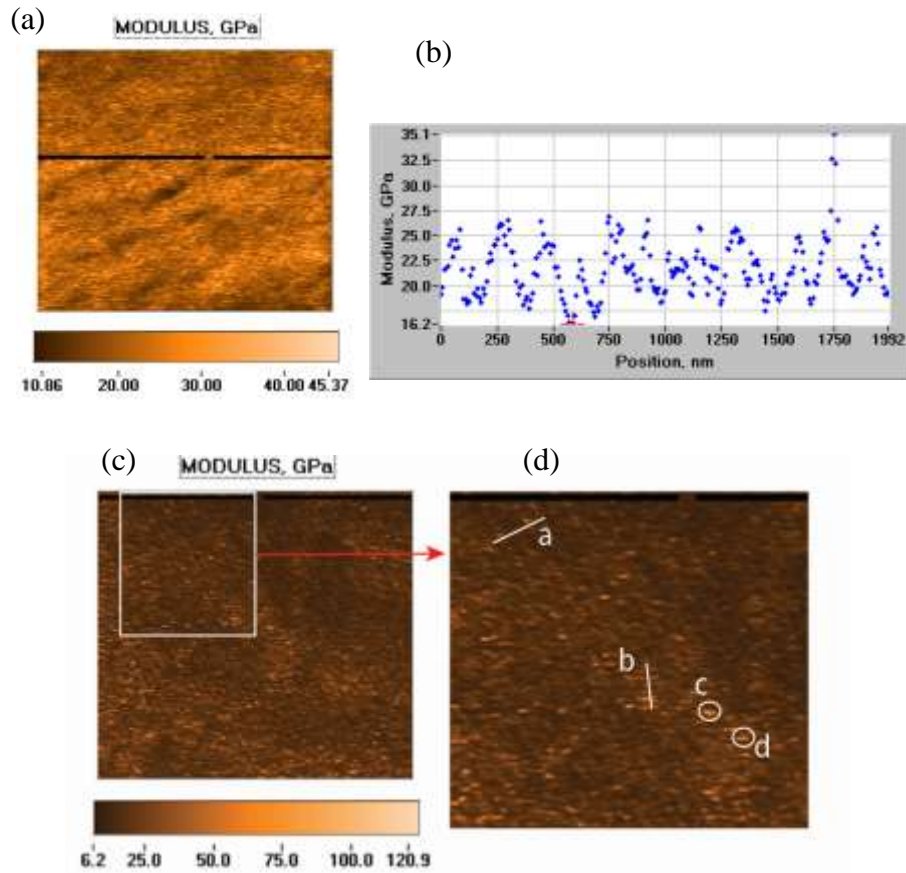 (a)
MODULUS, GPa
10.86 20.00 30.00 40.00 45.37
(b)
Modulus, GPa
35.1
32.5
30.0
27.5
25.0
22.5
20.0
16.2
0 250 500 750 1000 1250 1500 1750 1992
Position, nm
(c)
MODULUS, GPa
6.2 25.0 50.0 75.0 100.0 120.9
(d)
a
b
c
d